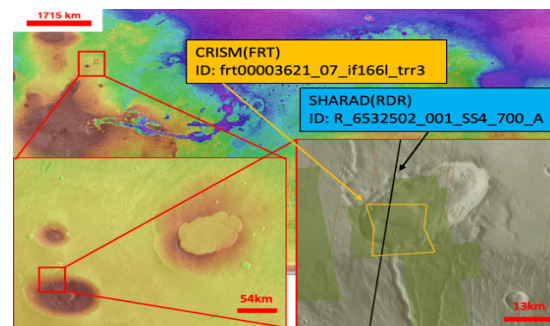 1715 km
CRISM(FRT)
ID: frt00003621_07_if166l_trr3
SHARAD(RDR)
ID: R_6532502_001_SS4_700_A
54km
13km